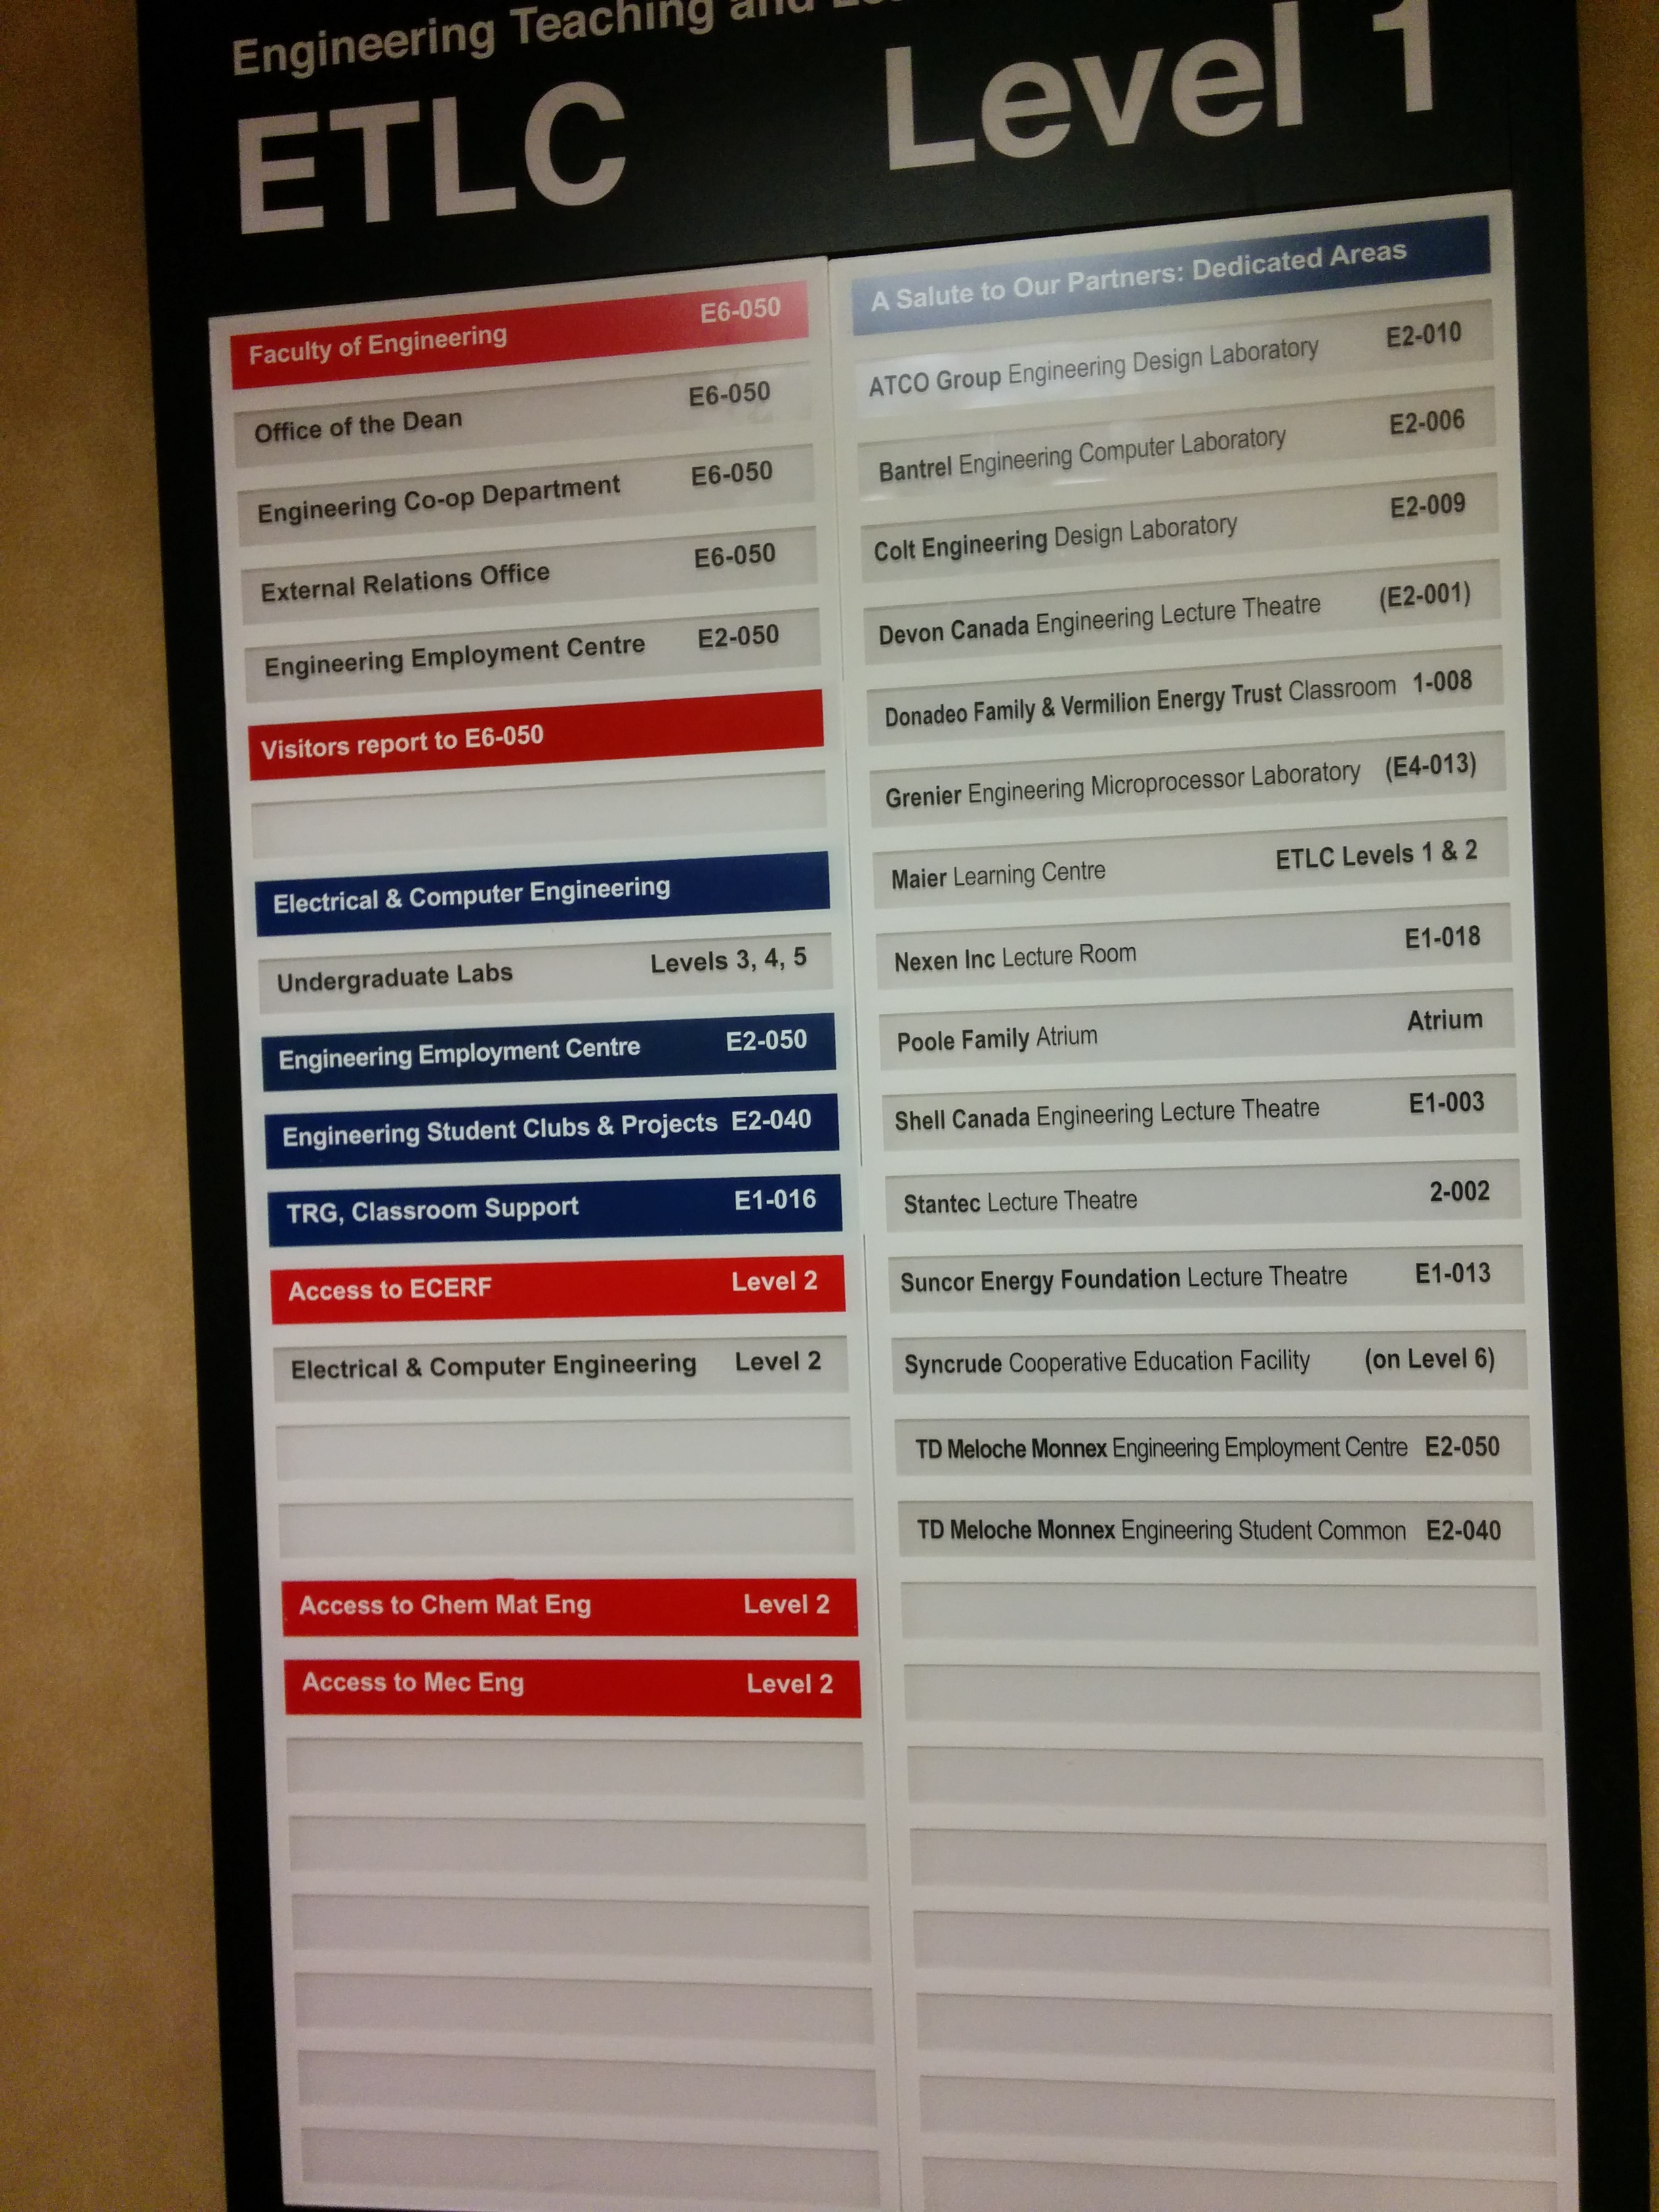 Engineering Teaching and
ETLC Level 1
Faculty of Engineering E6-050
Office of the Dean E6-050
Engineering Co-op Department E6-050
External Relations Office E6-050
Engineering Employment Centre E2-050
Visitors report to E6-050
Electrical & Computer Engineering
Undergraduate Labs Levels 3, 4, 5
Engineering Employment Centre E2-050
Engineering Student Clubs & Projects E2-040
TRG, Classroom Support E1-016
Access to ECERF Level 2
Electrical & Computer Engineering Level 2
Access to Chem Mat Eng Level 2
Access to Mec Eng Level 2
A Salute to Our Partners: Dedicated Areas
ATCO Group Engineering Design Laboratory E2-010
Bantrel Engineering Computer Laboratory E2-006
Colt Engineering Design Laboratory E2-009
Devon Canada Engineering Lecture Theatre (E2-001)
Donadeo Family & Vermilion Energy Trust Classroom 1-008
Grenier Engineering Microprocessor Laboratory (E4-013)
Maier Learning Centre ETLC Levels 1 & 2
Nexen Inc Lecture Room E1-018
Poole Family Atrium Atrium
Shell Canada Engineering Lecture Theatre E1-003
Stantec Lecture Theatre 2-002
Suncor Energy Foundation Lecture Theatre E1-013
Syncrude Cooperative Education Facility (on Level 6)
TD Meloche Monnex Engineering Employment Centre E2-050
TD Meloche Monnex Engineering Student Common E2-040